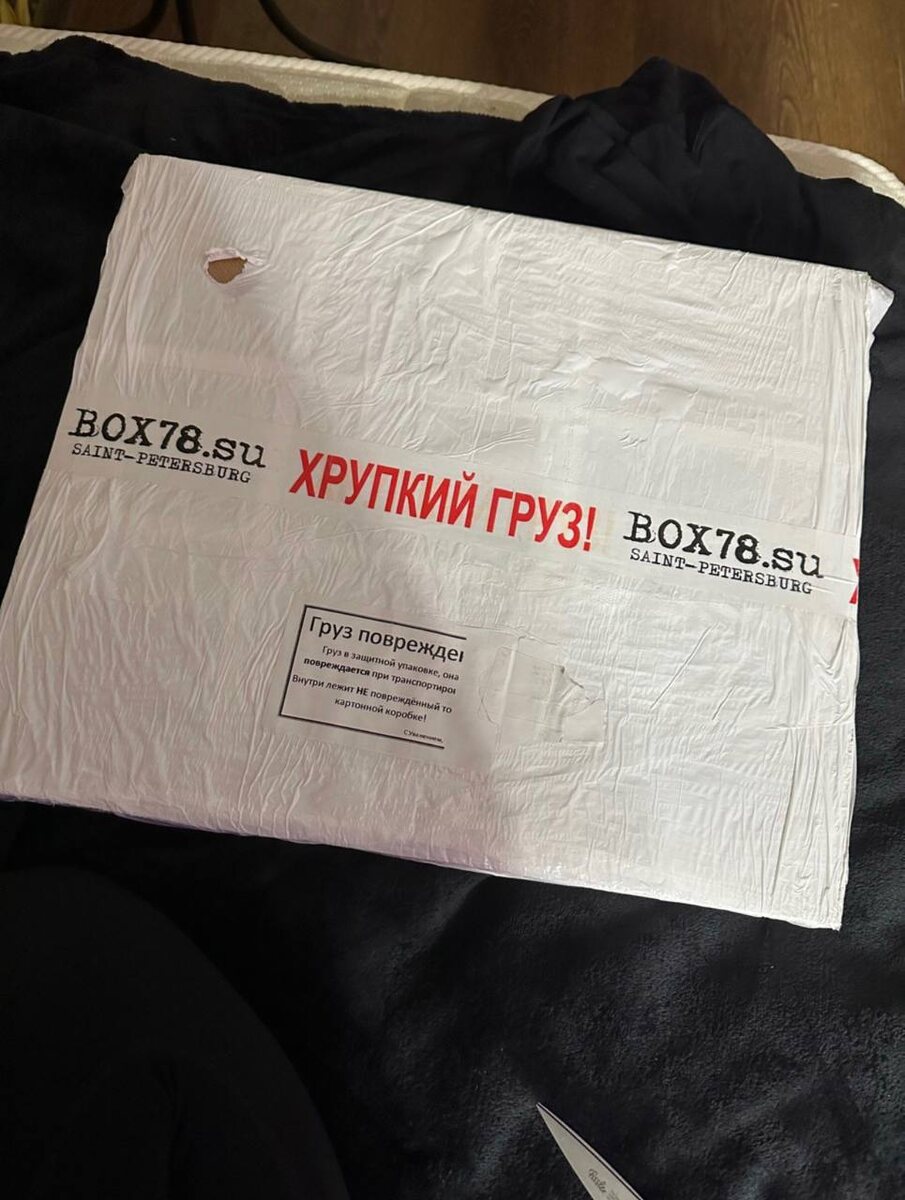 BOX78.su
SAINT-PETERSBURG
ХРУПКИЙ ГРУЗ!
BOX78.su
SAINT-PETERSBURG
Груз поврежде
Груз в защитной упаковке, она
повреждается при транспортиро
Внутри лежит НЕ повреждённый то
картонной коробке!
С Уважением,